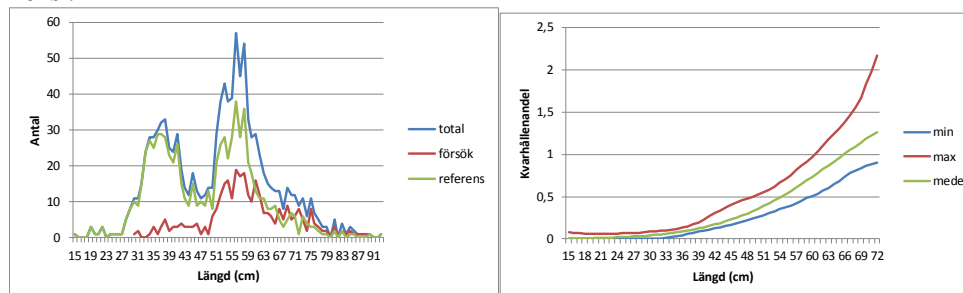 60
50
40
30
20
10
0
Antal
15 19 23 27 31 35 39 43 47 51 55 59 63 67 71 75 79 83 87 91
Längd (cm)
total
försök
referens
2,5
2
1,5
1
0,5
0
Kvarhållenandel
15 18 21 24 27 30 33 36 39 42 45 48 51 54 57 60 63 66 69 72
Längd (cm)
min
max
mede